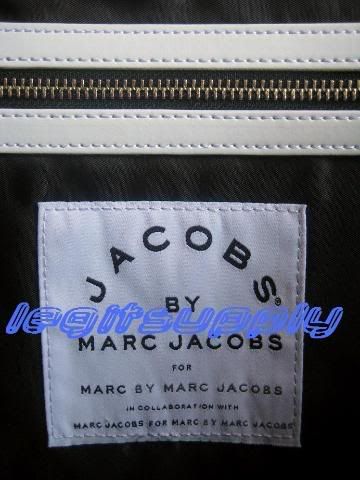 JACOBS®
BY
legitsupply
MARC JACOBS
FOR
MARC BY MARC JACOBS
IN COLLABORATION WITH
MARC JACOBS FOR MARC BY MARC JACOBS